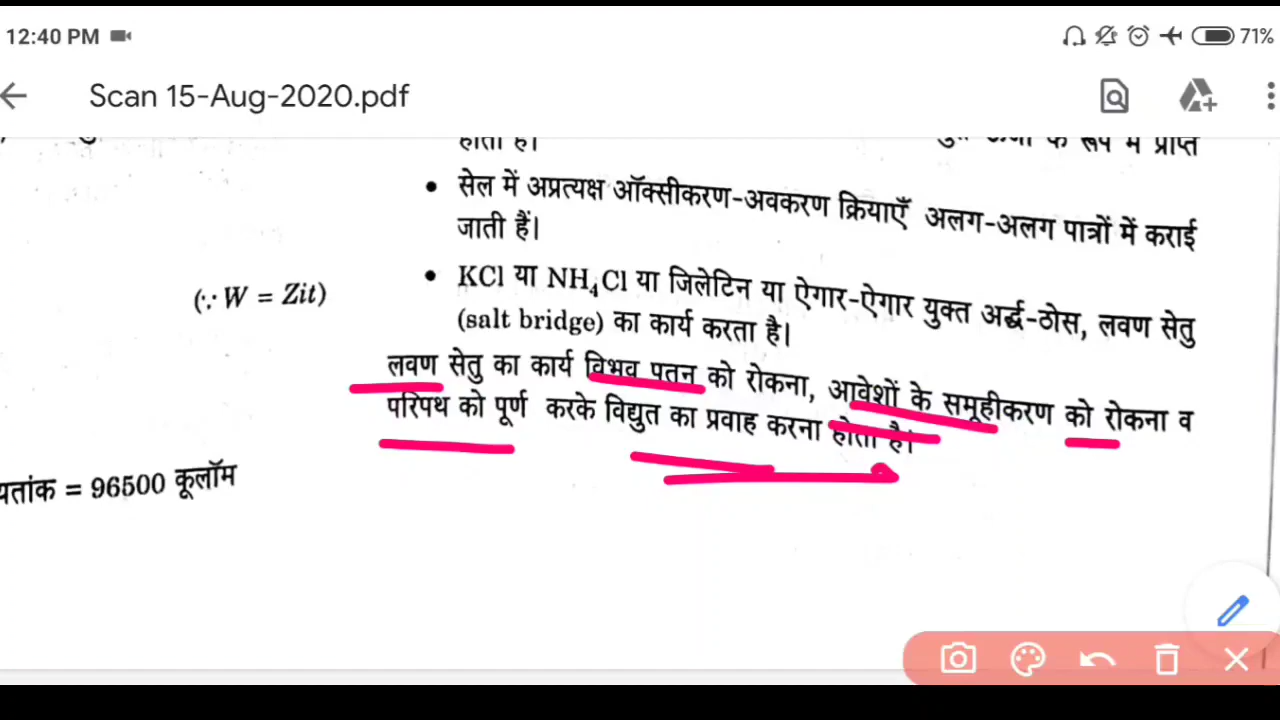 12:40 PM
71%
Scan 15-Aug-2020.pdf
होता है।
के रूप में प्राप्त
• सेल में अप्रत्यक्ष ऑक्सीकरण-अवकरण क्रियाएँ अलग-अलग पात्रों में कराई
जाती हैं।
• KCl या NH₄Cl या जिलेटिन या ऐगार-ऐगार युक्त अर्द्ध-ठोस, लवण सेतु
(∵ W = Zit)
(salt bridge) का कार्य करता है।
लवण सेतु का कार्य विभव पतन को रोकना, आवेशों के समूहीकरण को रोकना व
परिपथ को पूर्ण करके विद्युत का प्रवाह करना होता है।
यतांक = 96500 कूलॉम